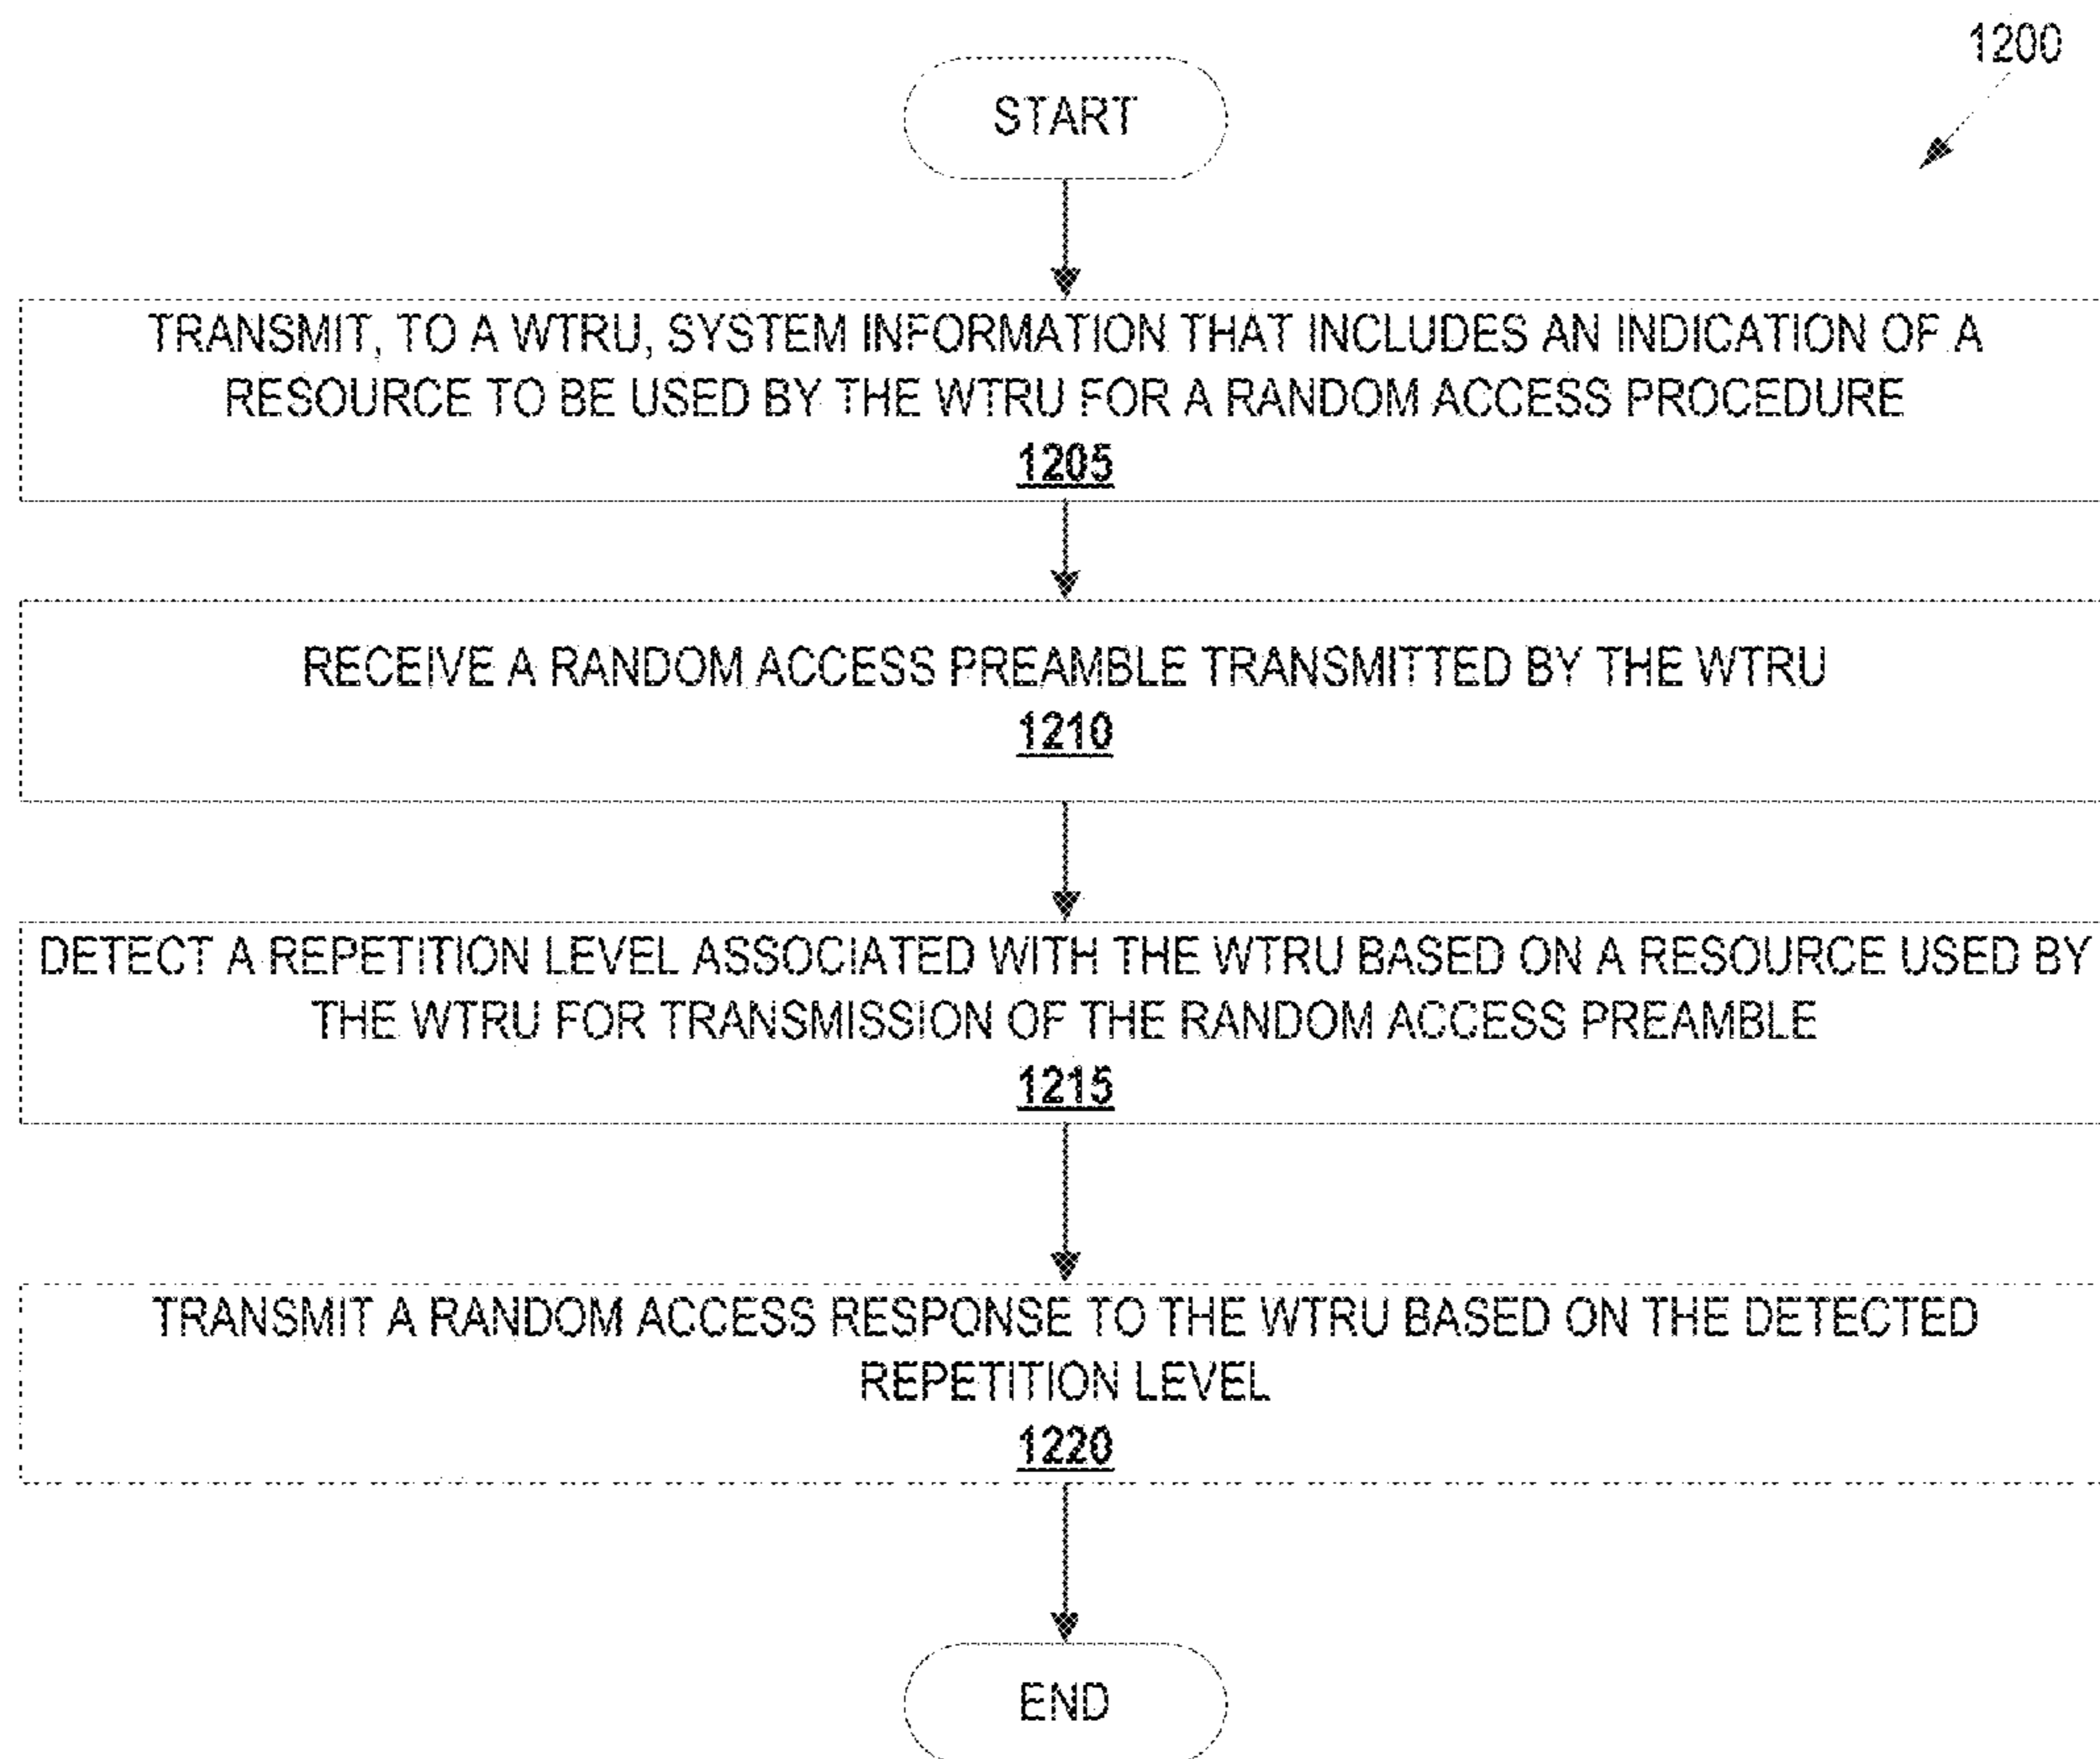 1200
START
TRANSMIT, TO A WTRU, SYSTEM INFORMATION THAT INCLUDES AN INDICATION OF A
RESOURCE TO BE USED BY THE WTRU FOR A RANDOM ACCESS PROCEDURE
1205
RECEIVE A RANDOM ACCESS PREAMBLE TRANSMITTED BY THE WTRU
1210
DETECT A REPETITION LEVEL ASSOCIATED WITH THE WTRU BASED ON A RESOURCE USED BY
THE WTRU FOR TRANSMISSION OF THE RANDOM ACCESS PREAMBLE
1215
TRANSMIT A RANDOM ACCESS RESPONSE TO THE WTRU BASED ON THE DETECTED
REPETITION LEVEL
1220
END